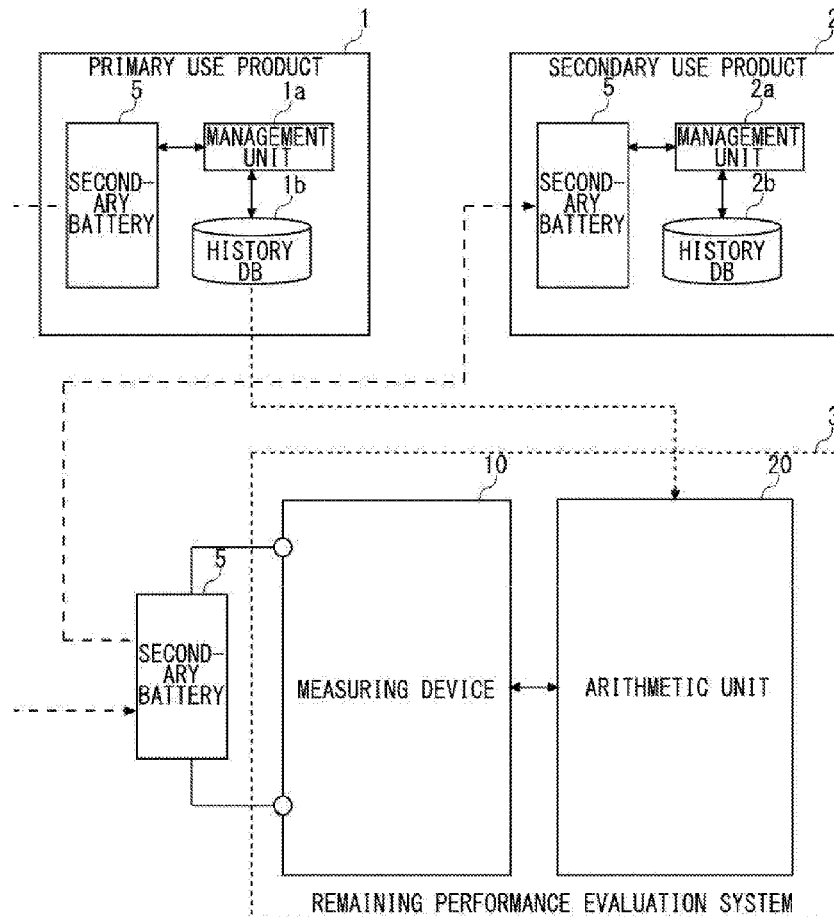 1
2
PRIMARY USE PRODUCT
SECONDARY USE PRODUCT
5
1a
5
2a
MANAGEMENT
UNIT
MANAGEMENT
UNIT
SECOND-
ARY
BATTERY
SECOND-
ARY
BATTERY
1b
2b
HISTORY
DB
HISTORY
DB
3
10
20
5
SECOND-
ARY
BATTERY
MEASURING DEVICE
ARITHMETIC UNIT
REMAINING PERFORMANCE EVALUATION SYSTEM